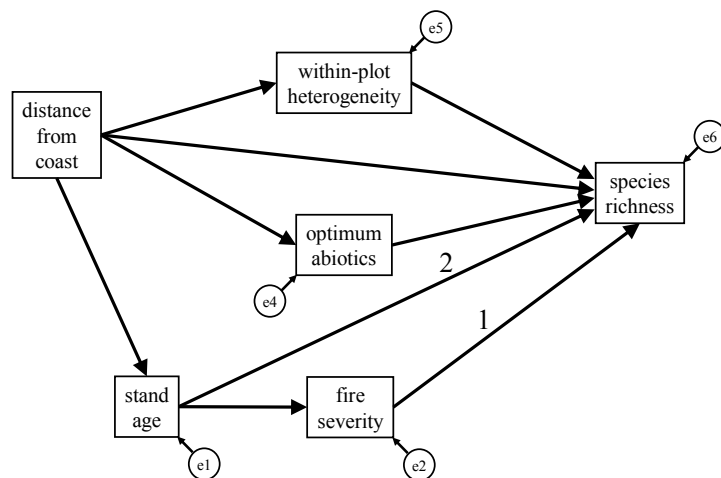 e5
within-plot
heterogeneity
distance
from
coast
e6
species
richness
optimum
abiotics
2
e4
1
stand
age
fire
severity
e1
e2